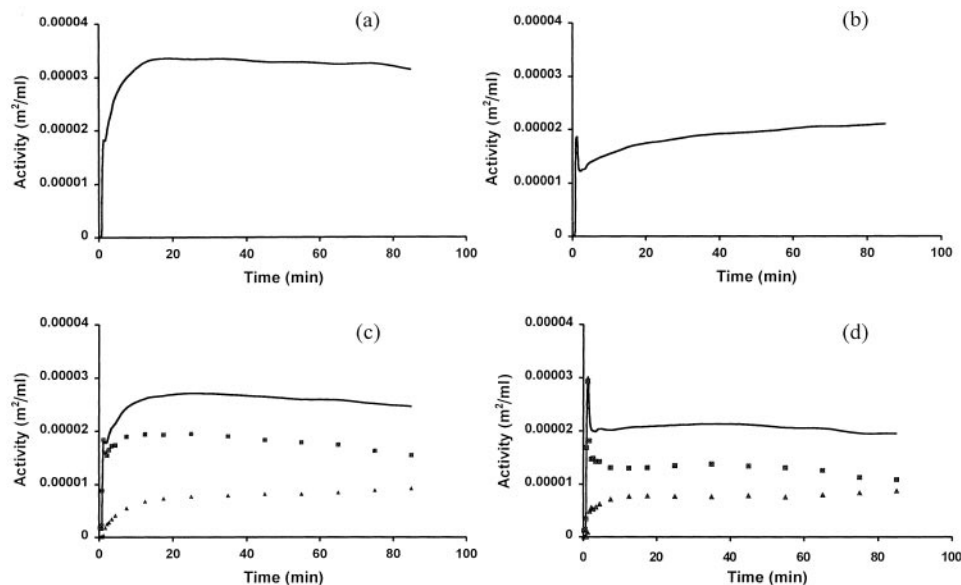 (a)
0.00004
0.00003
0.00002
0.00001
0
Activity (m²/ml)
0 20 40 60 80 100
Time (min)
(b)
0.00004
0.00003
0.00002
0.00001
0
Activity (m²/ml)
0 20 40 60 80 100
Time (min)
(c)
0.00004
0.00003
0.00002
0.00001
0
Activity (m²/ml)
0 20 40 60 80 100
Time (min)
(d)
0.00004
0.00003
0.00002
0.00001
0
Activity (m²/ml)
0 20 40 60 80 100
Time (min)